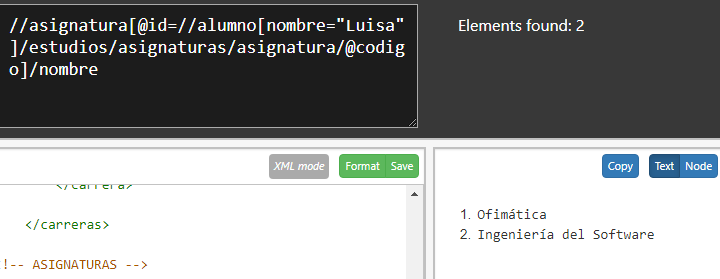 //asignatura[@id=//alumno[nombre="Luisa"
]/estudios/asignaturas/asignatura/@codig
o]/nombre
Elements found: 2
XML mode
Format
Save
Copy
Text
Node
</carrera>
</carreras>
!-- ASIGNATURAS -->
1. Ofimática
2. Ingeniería del Software